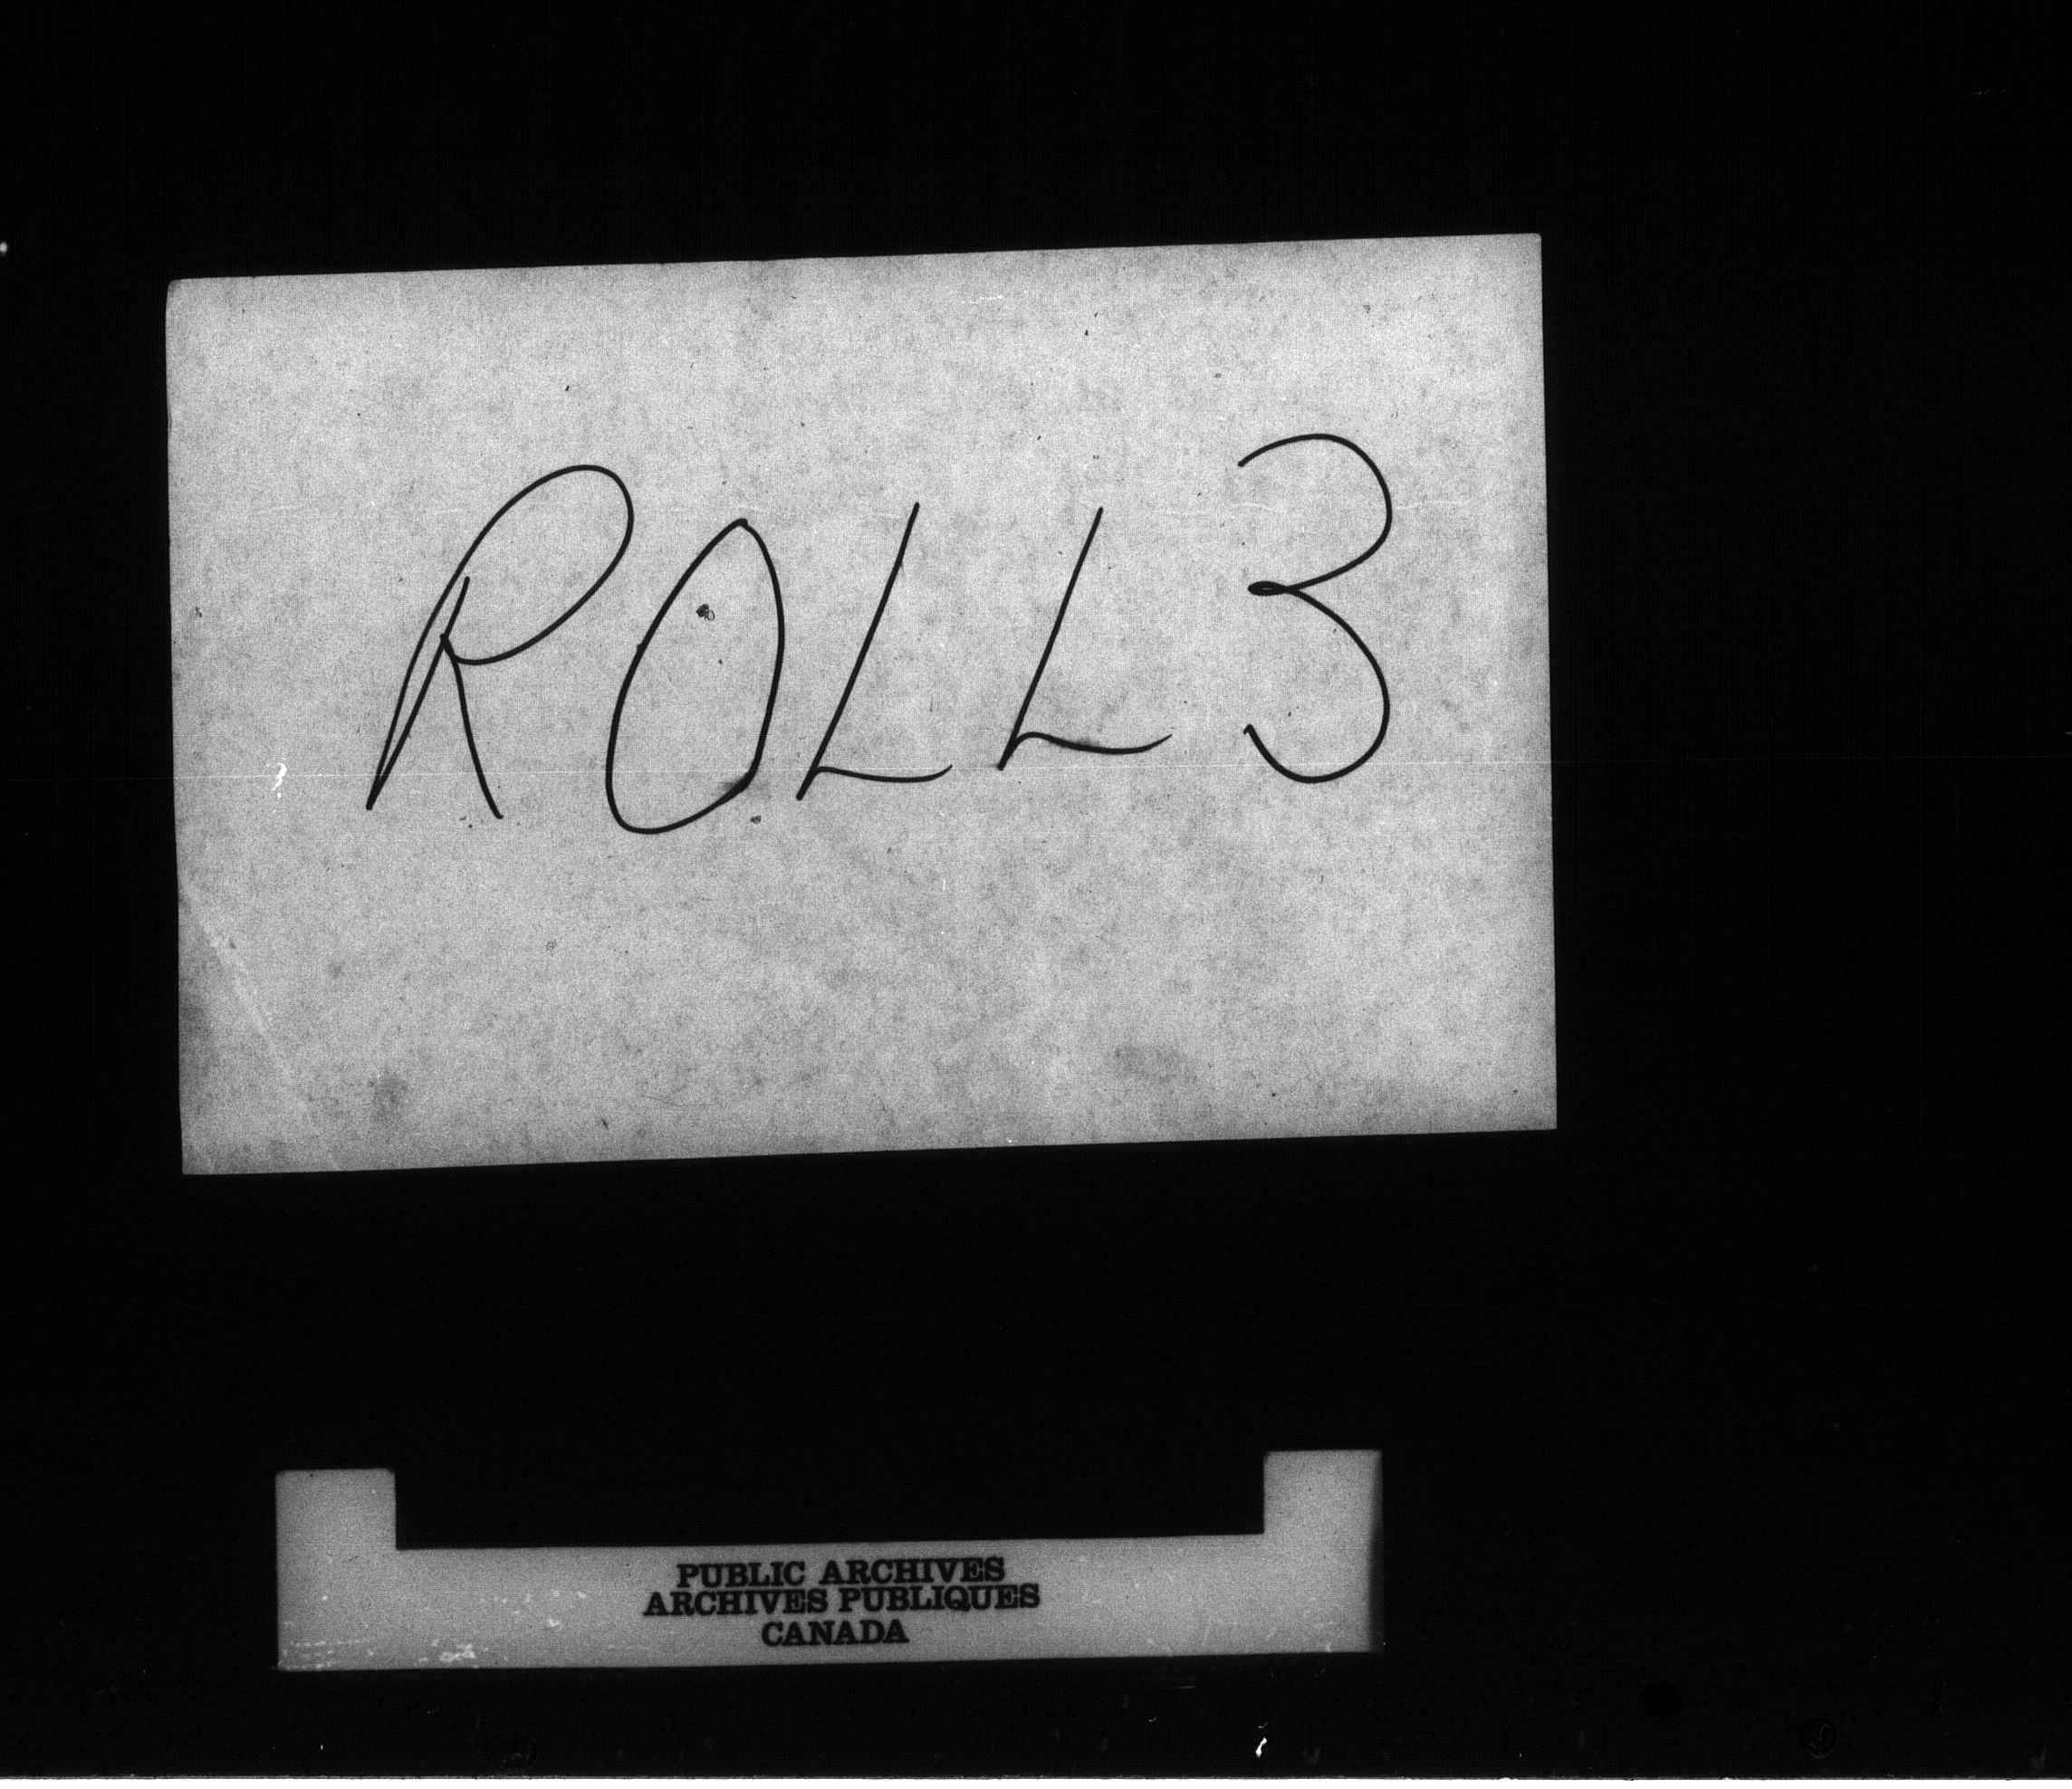 ROLL 3
PUBLIC ARCHIVES
ARCHIVES PUBLIQUES
CANADA